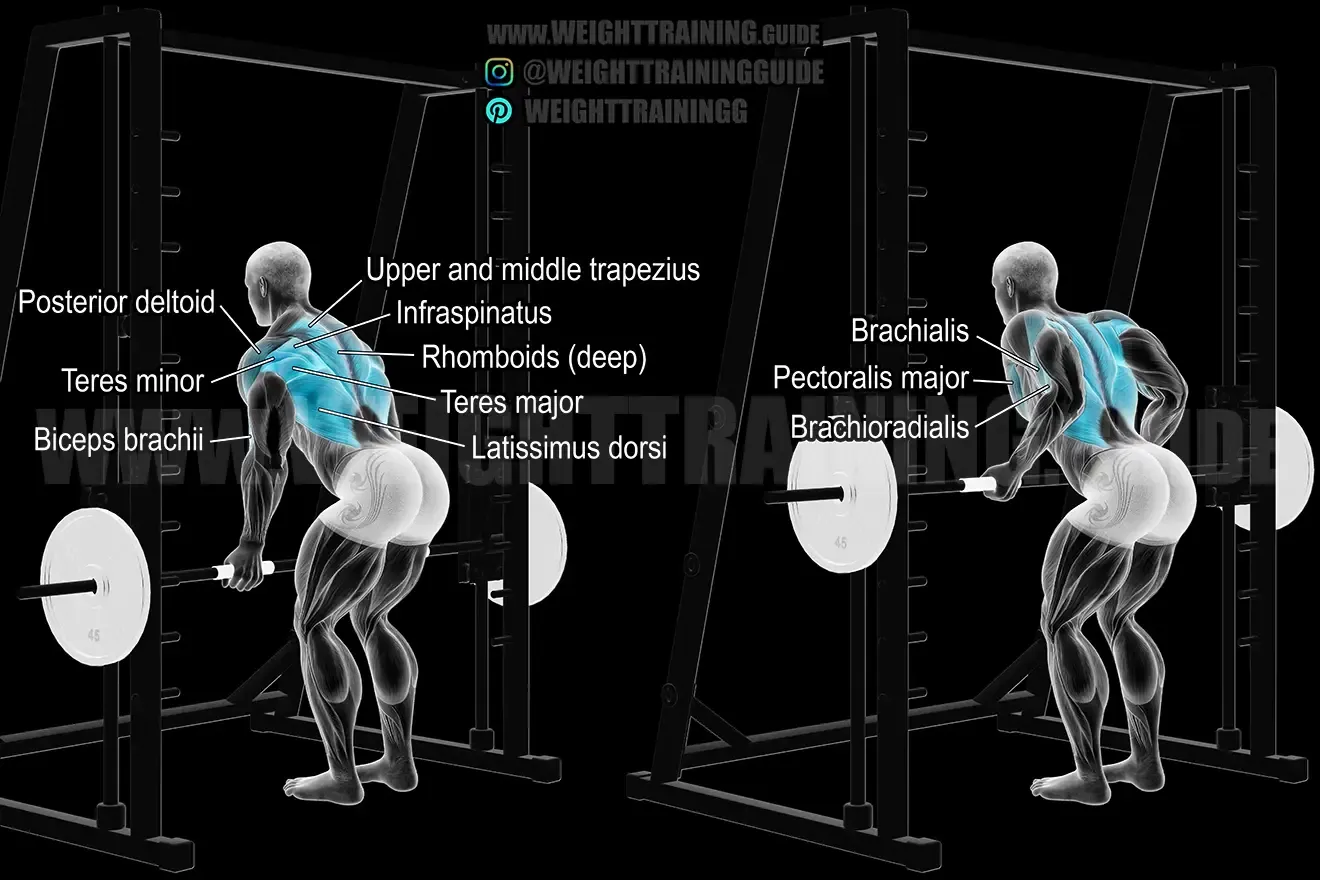 WWW.WEIGHTTRAINING.GUIDE
@WEIGHTTRAININGGUIDE
WEIGHTTRAININGG
Upper and middle trapezius
Posterior deltoid
Infraspinatus
Rhomboids (deep)
Teres minor
Teres major
Biceps brachii
Latissimus dorsi
Brachialis
Pectoralis major
Brachioradialis
WWW.WEIGHTTRAINING.GUIDE
45
45